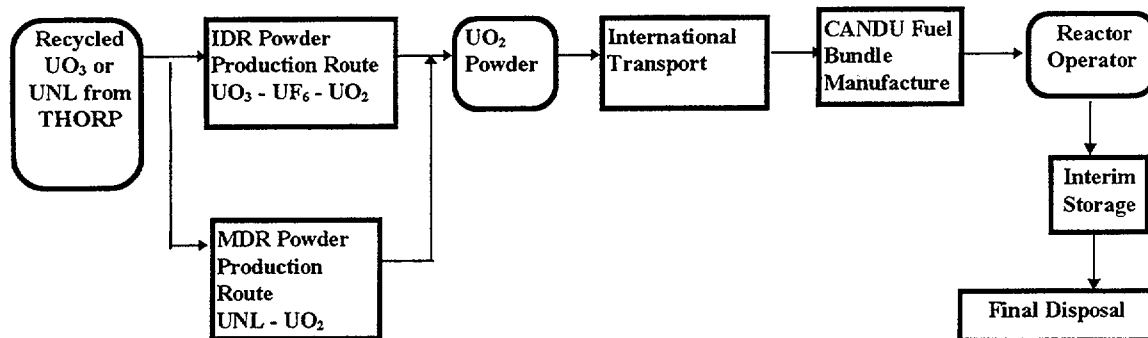 Recycled
UO₃ or
UNL from
THORP
IDR Powder
Production Route
UO₃ - UF₆ - UO₂
UO₂
Powder
International
Transport
CANDU Fuel
Bundle
Manufacture
Reactor
Operator
Interim
Storage
MDR Powder
Production
Route
UNL - UO₂
Final Disposal